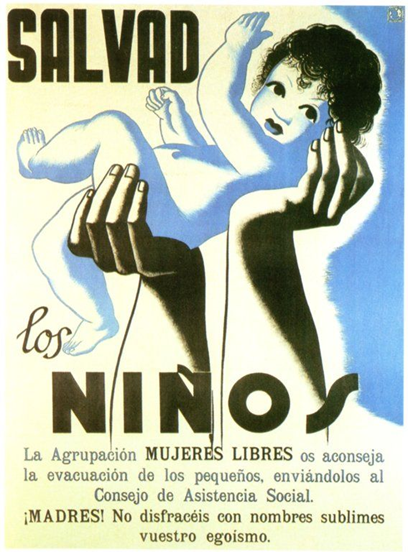 SALVAD
los
NIÑOS
La Agrupación MUJERES LIBRES os aconseja
la evacuación de los pequeños, enviándolos al
Consejo de Asistencia Social.
¡MADRES! No disfracéis con nombres sublimes
vuestro egoísmo.